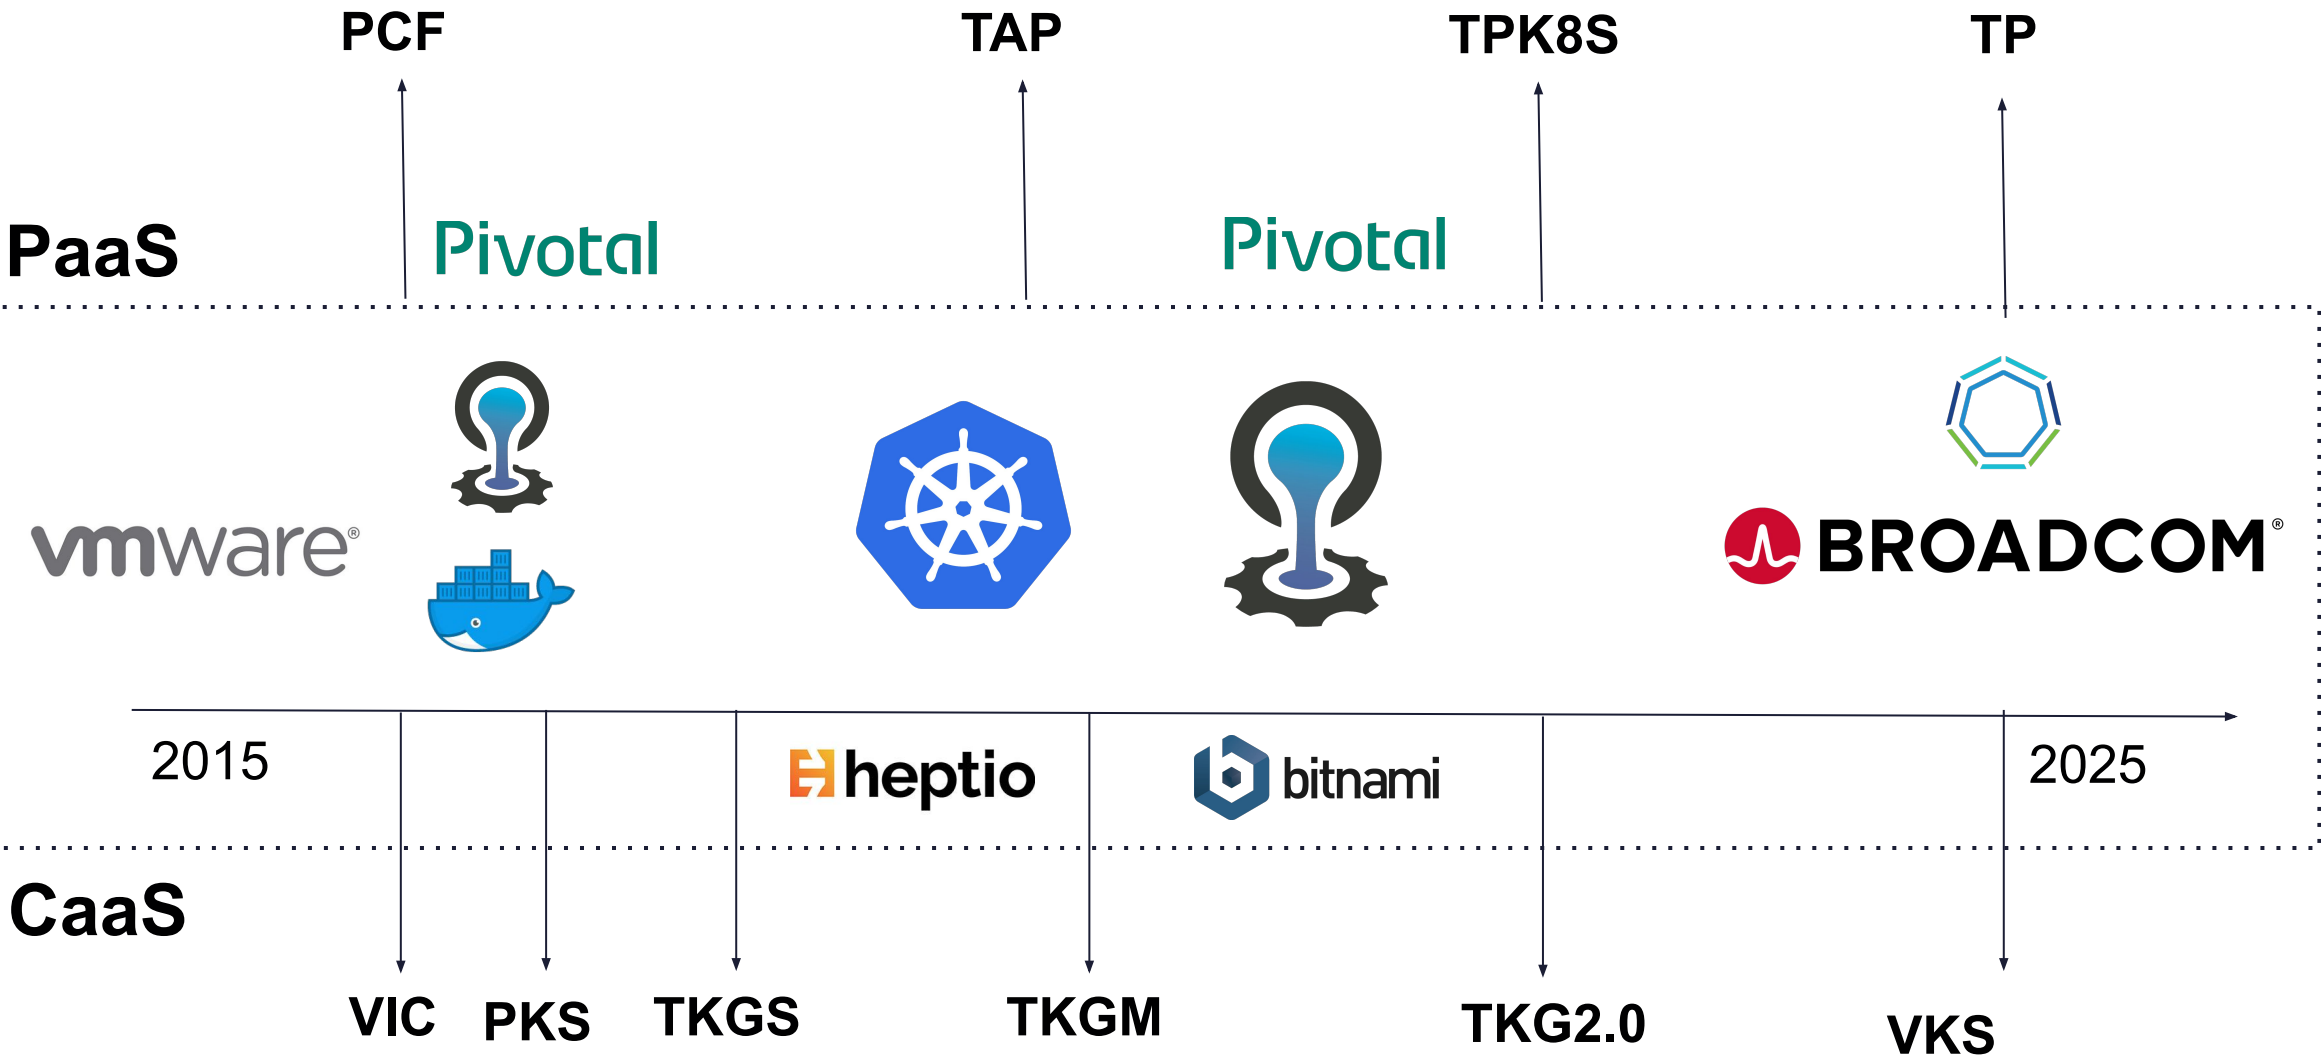 PCF
TAP
TPK8S
TP
PaaS
Pivotal
Pivotal
vmware®
BROADCOM®
2015
heptio
bitnami
2025
CaaS
VIC
PKS
TKGS
TKGM
TKG2.0
VKS